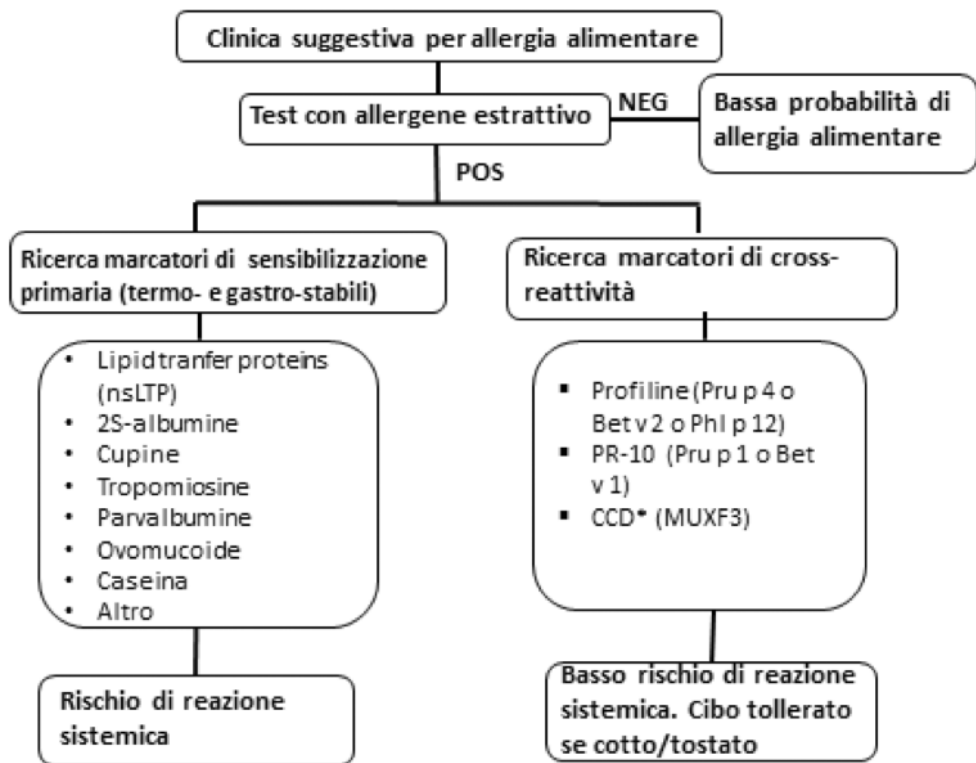 Clinica suggestiva per allergia alimentare
Test con allergene estrattivo
NEG
Bassa probabilità di
allergia alimentare
POS
Ricerca marcatori di sensibilizzazione
primaria (termo- e gastro-stabili)
• Lipid tranfer proteins
(nsLTP)
• 2S-albumine
• Cupine
• Tropomiosine
• Parvalbumine
• Ovomucoide
• Caseina
• Altro
Rischio di reazione
sistemica
Ricerca marcatori di cross-
reattività
▪ Profiline (Pru p 4 o
Bet v 2 o Phl p 12)
▪ PR-10 (Pru p 1 o Bet
v 1)
▪ CCD* (MUXF3)
Basso rischio di reazione
sistemica. Cibo tollerato
se cotto/tostato